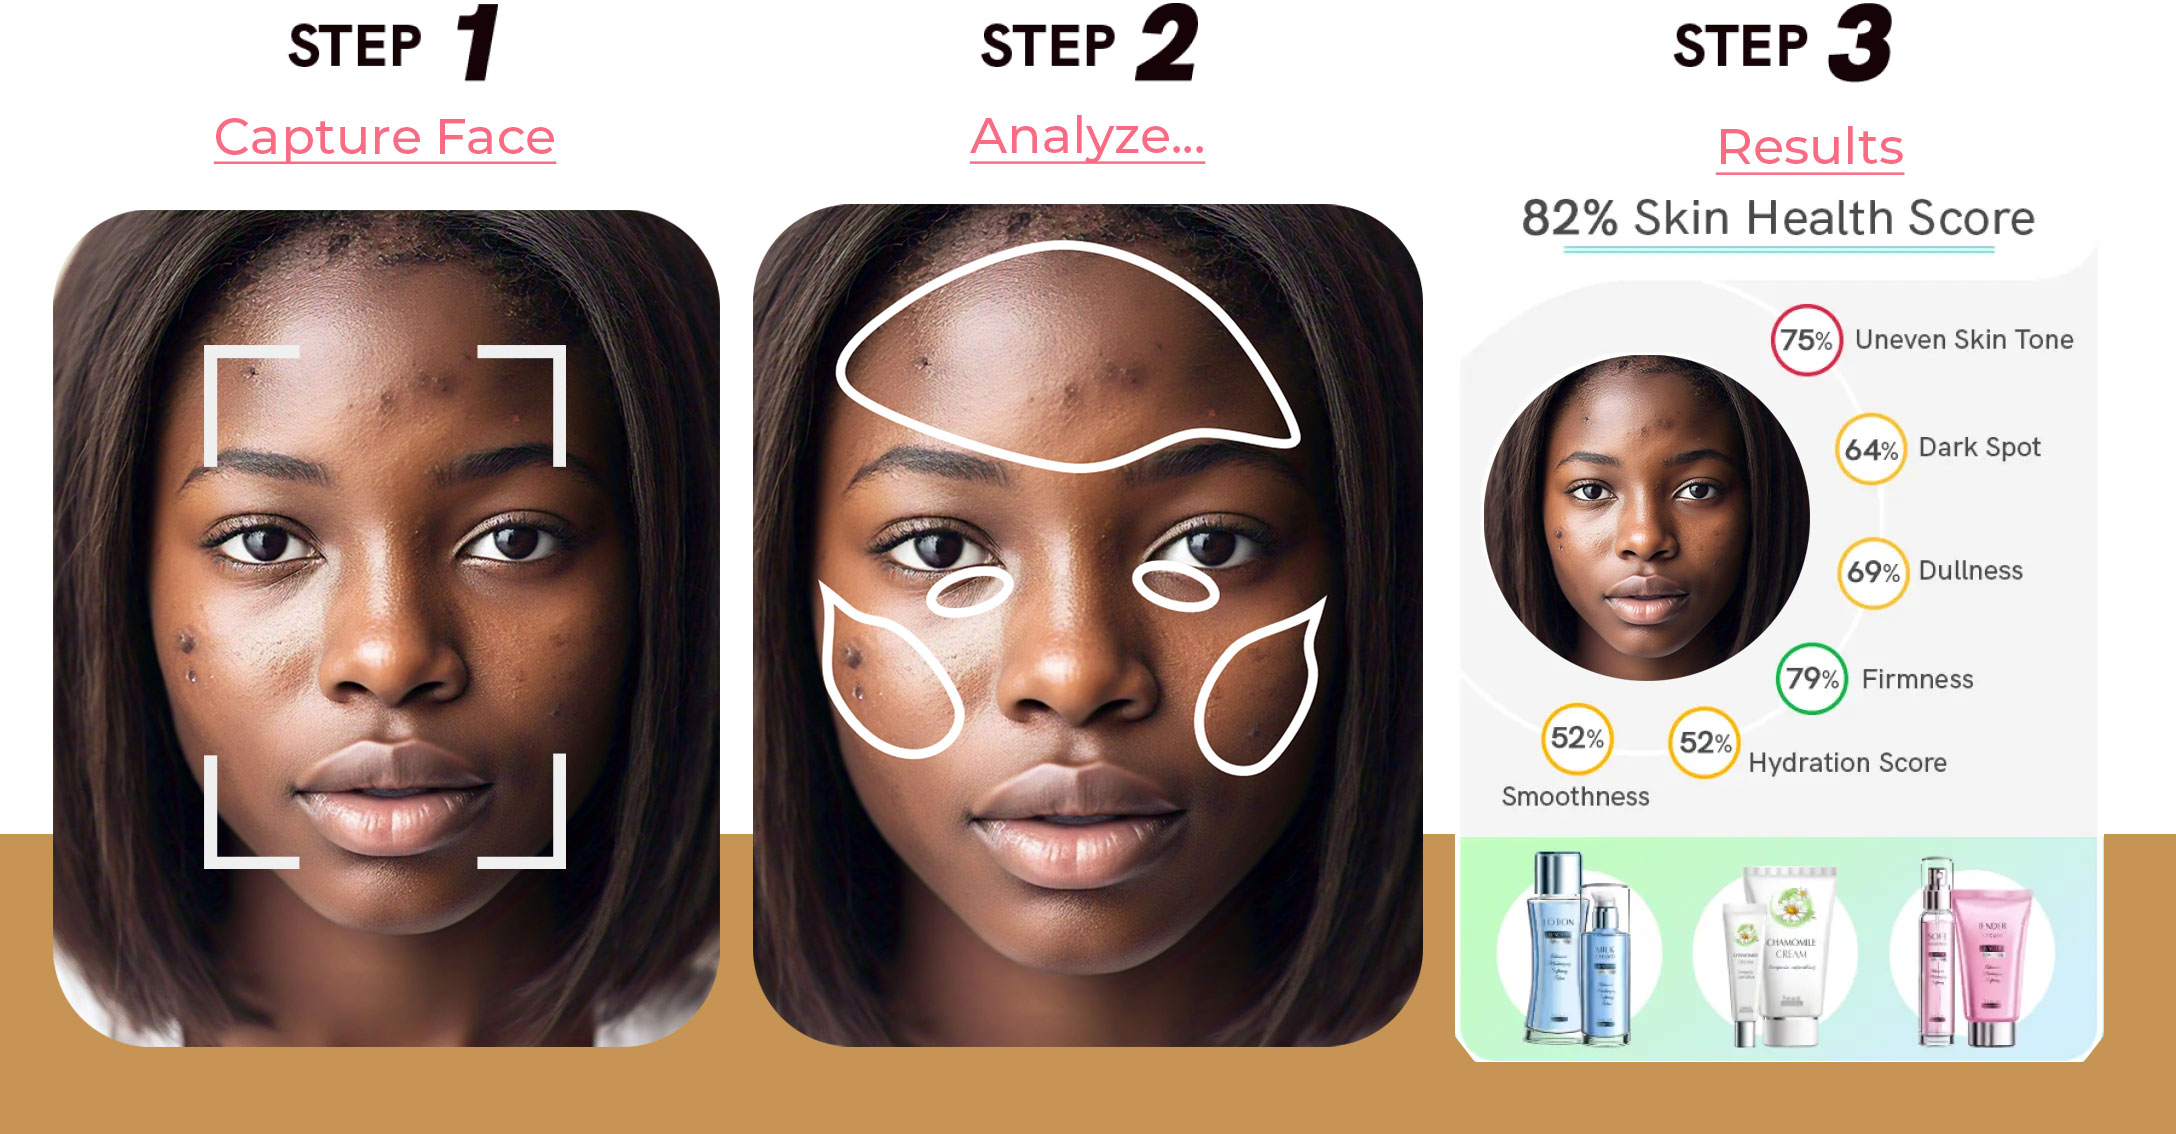 STEP 1
Capture Face
STEP 2
Analyze...
STEP 3
Results
82% Skin Health Score
75% Uneven Skin Tone
64% Dark Spot
69% Dullness
79% Firmness
52%
Smoothness
52% Hydration Score
LOTION
MILK
CHAMOMILE
CREAM
SOFT
TENDER
cream